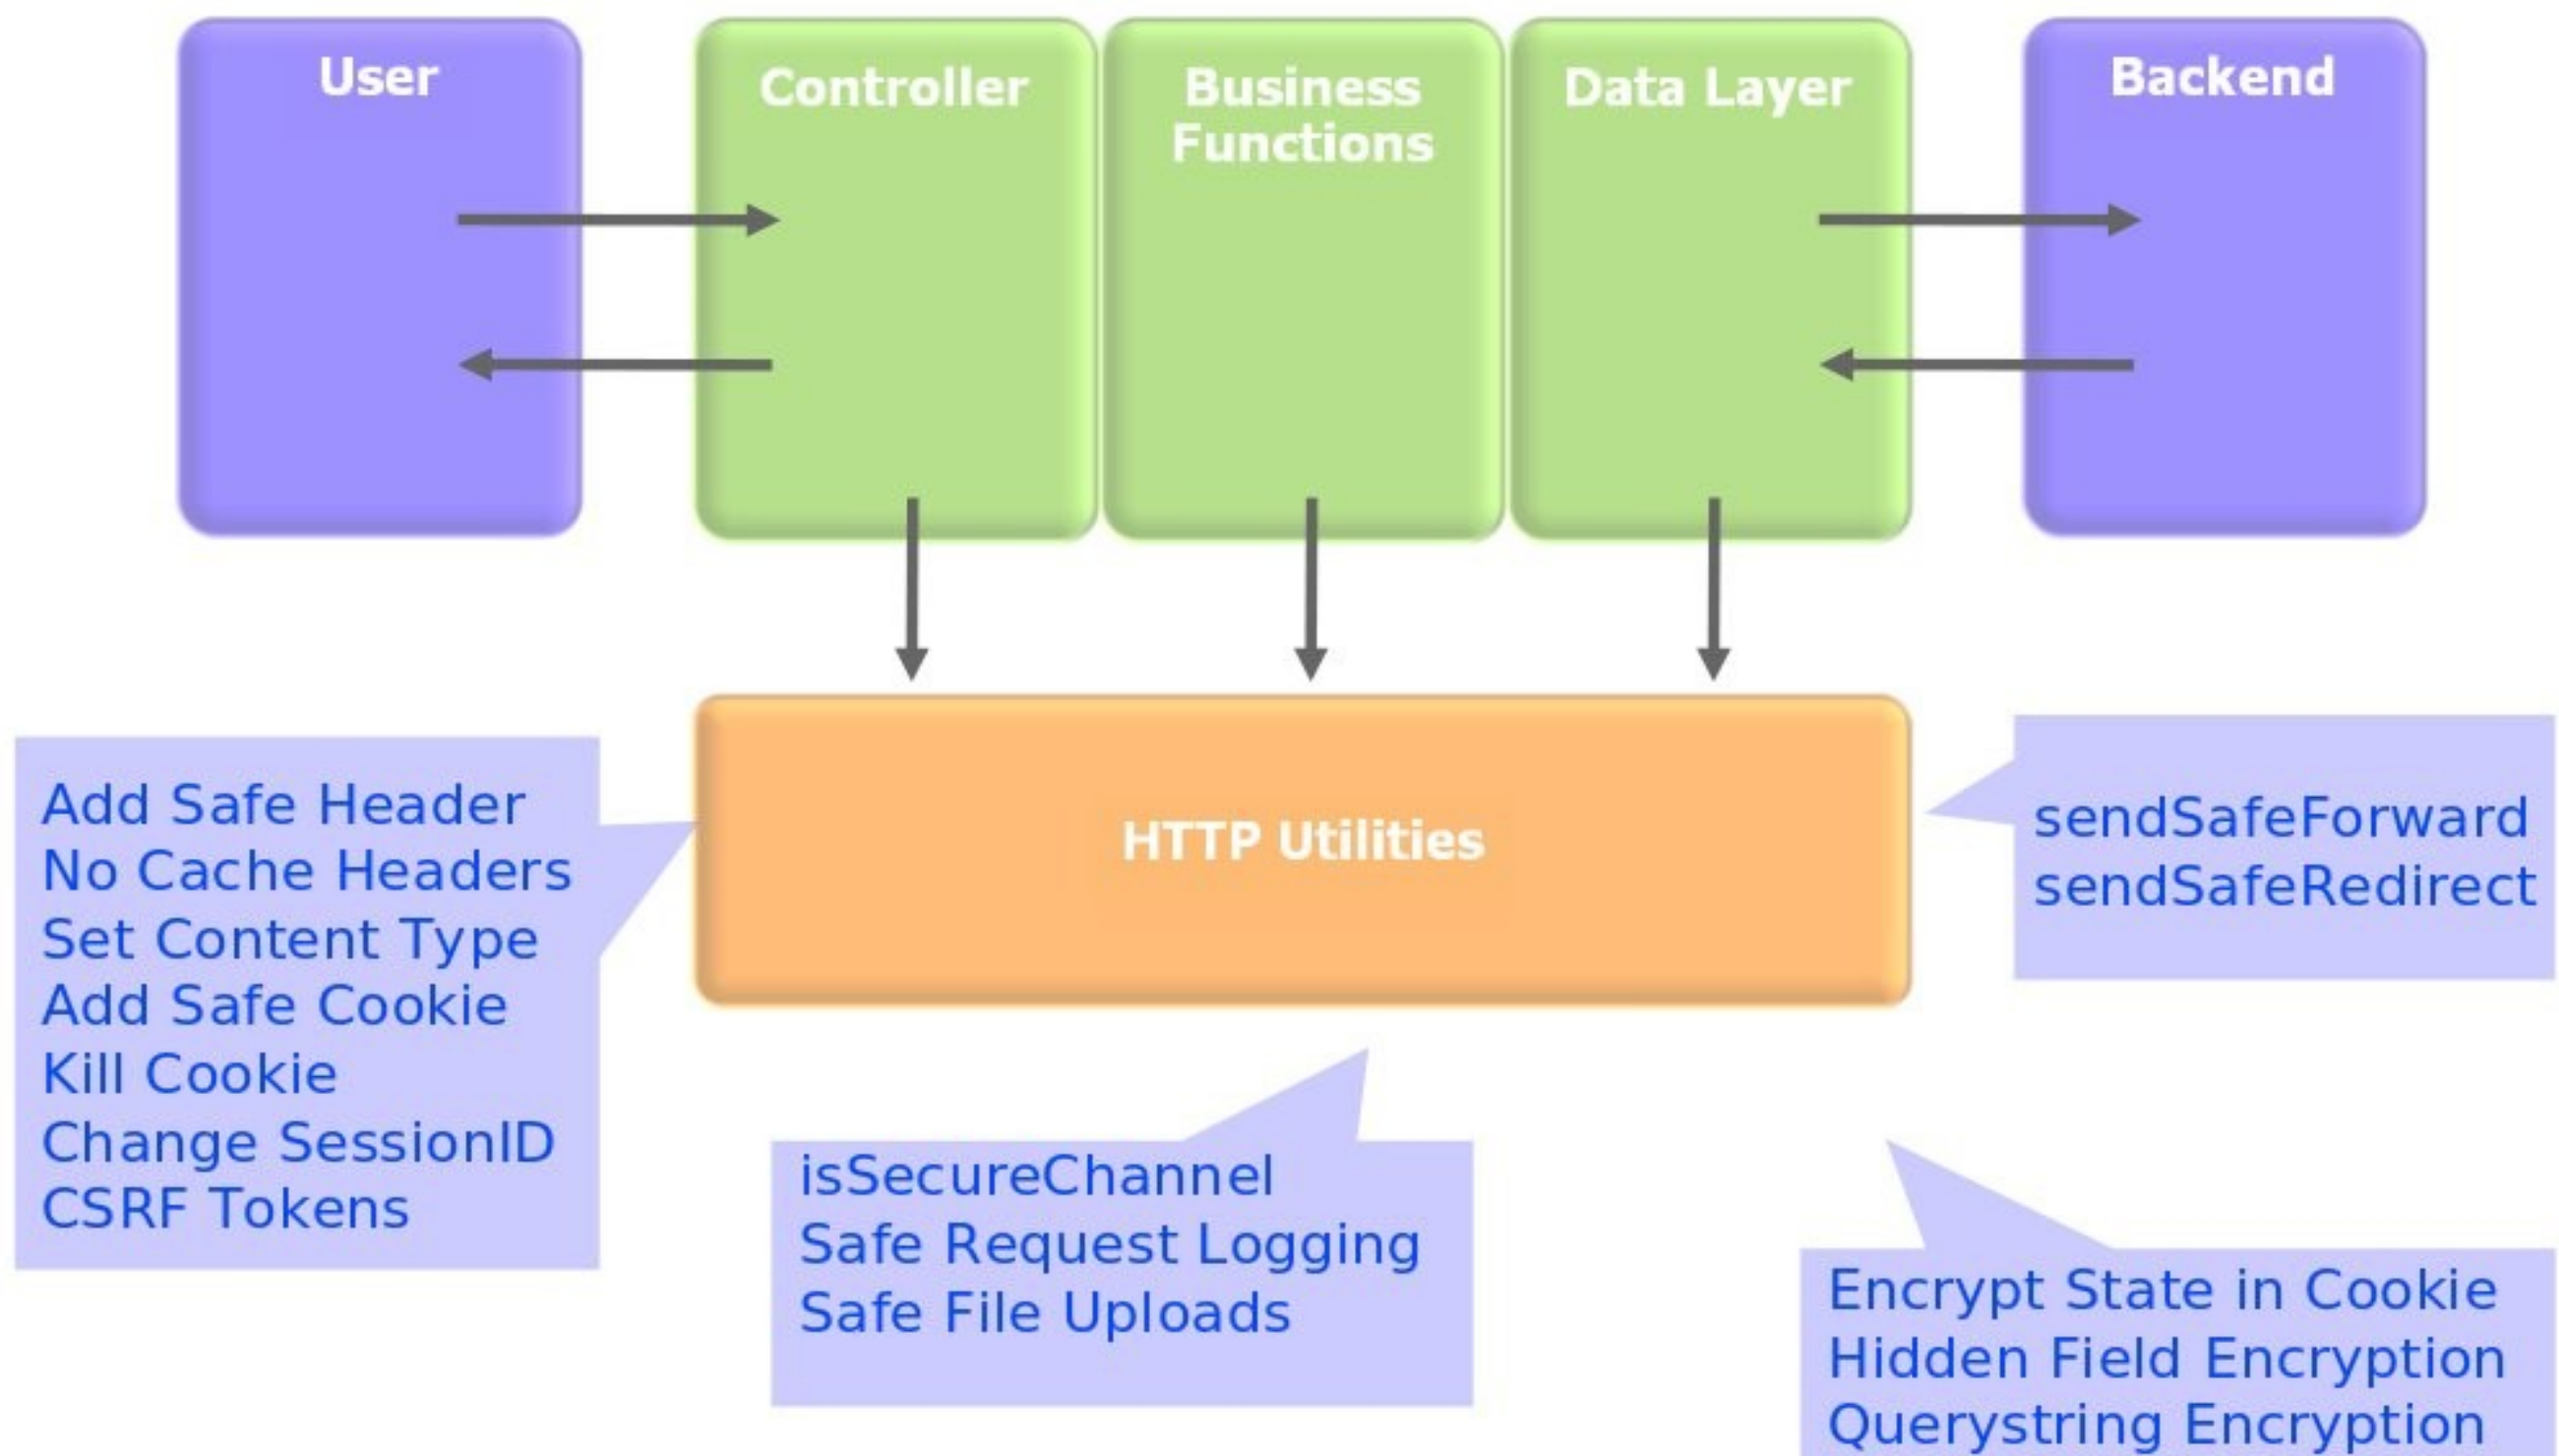 User
Controller
Business
Functions
Data Layer
Backend
HTTP Utilities
Add Safe Header
No Cache Headers
Set Content Type
Add Safe Cookie
Kill Cookie
Change SessionID
CSRF Tokens
sendSafeForward
sendSafeRedirect
isSecureChannel
Safe Request Logging
Safe File Uploads
Encrypt State in Cookie
Hidden Field Encryption
Querystring Encryption